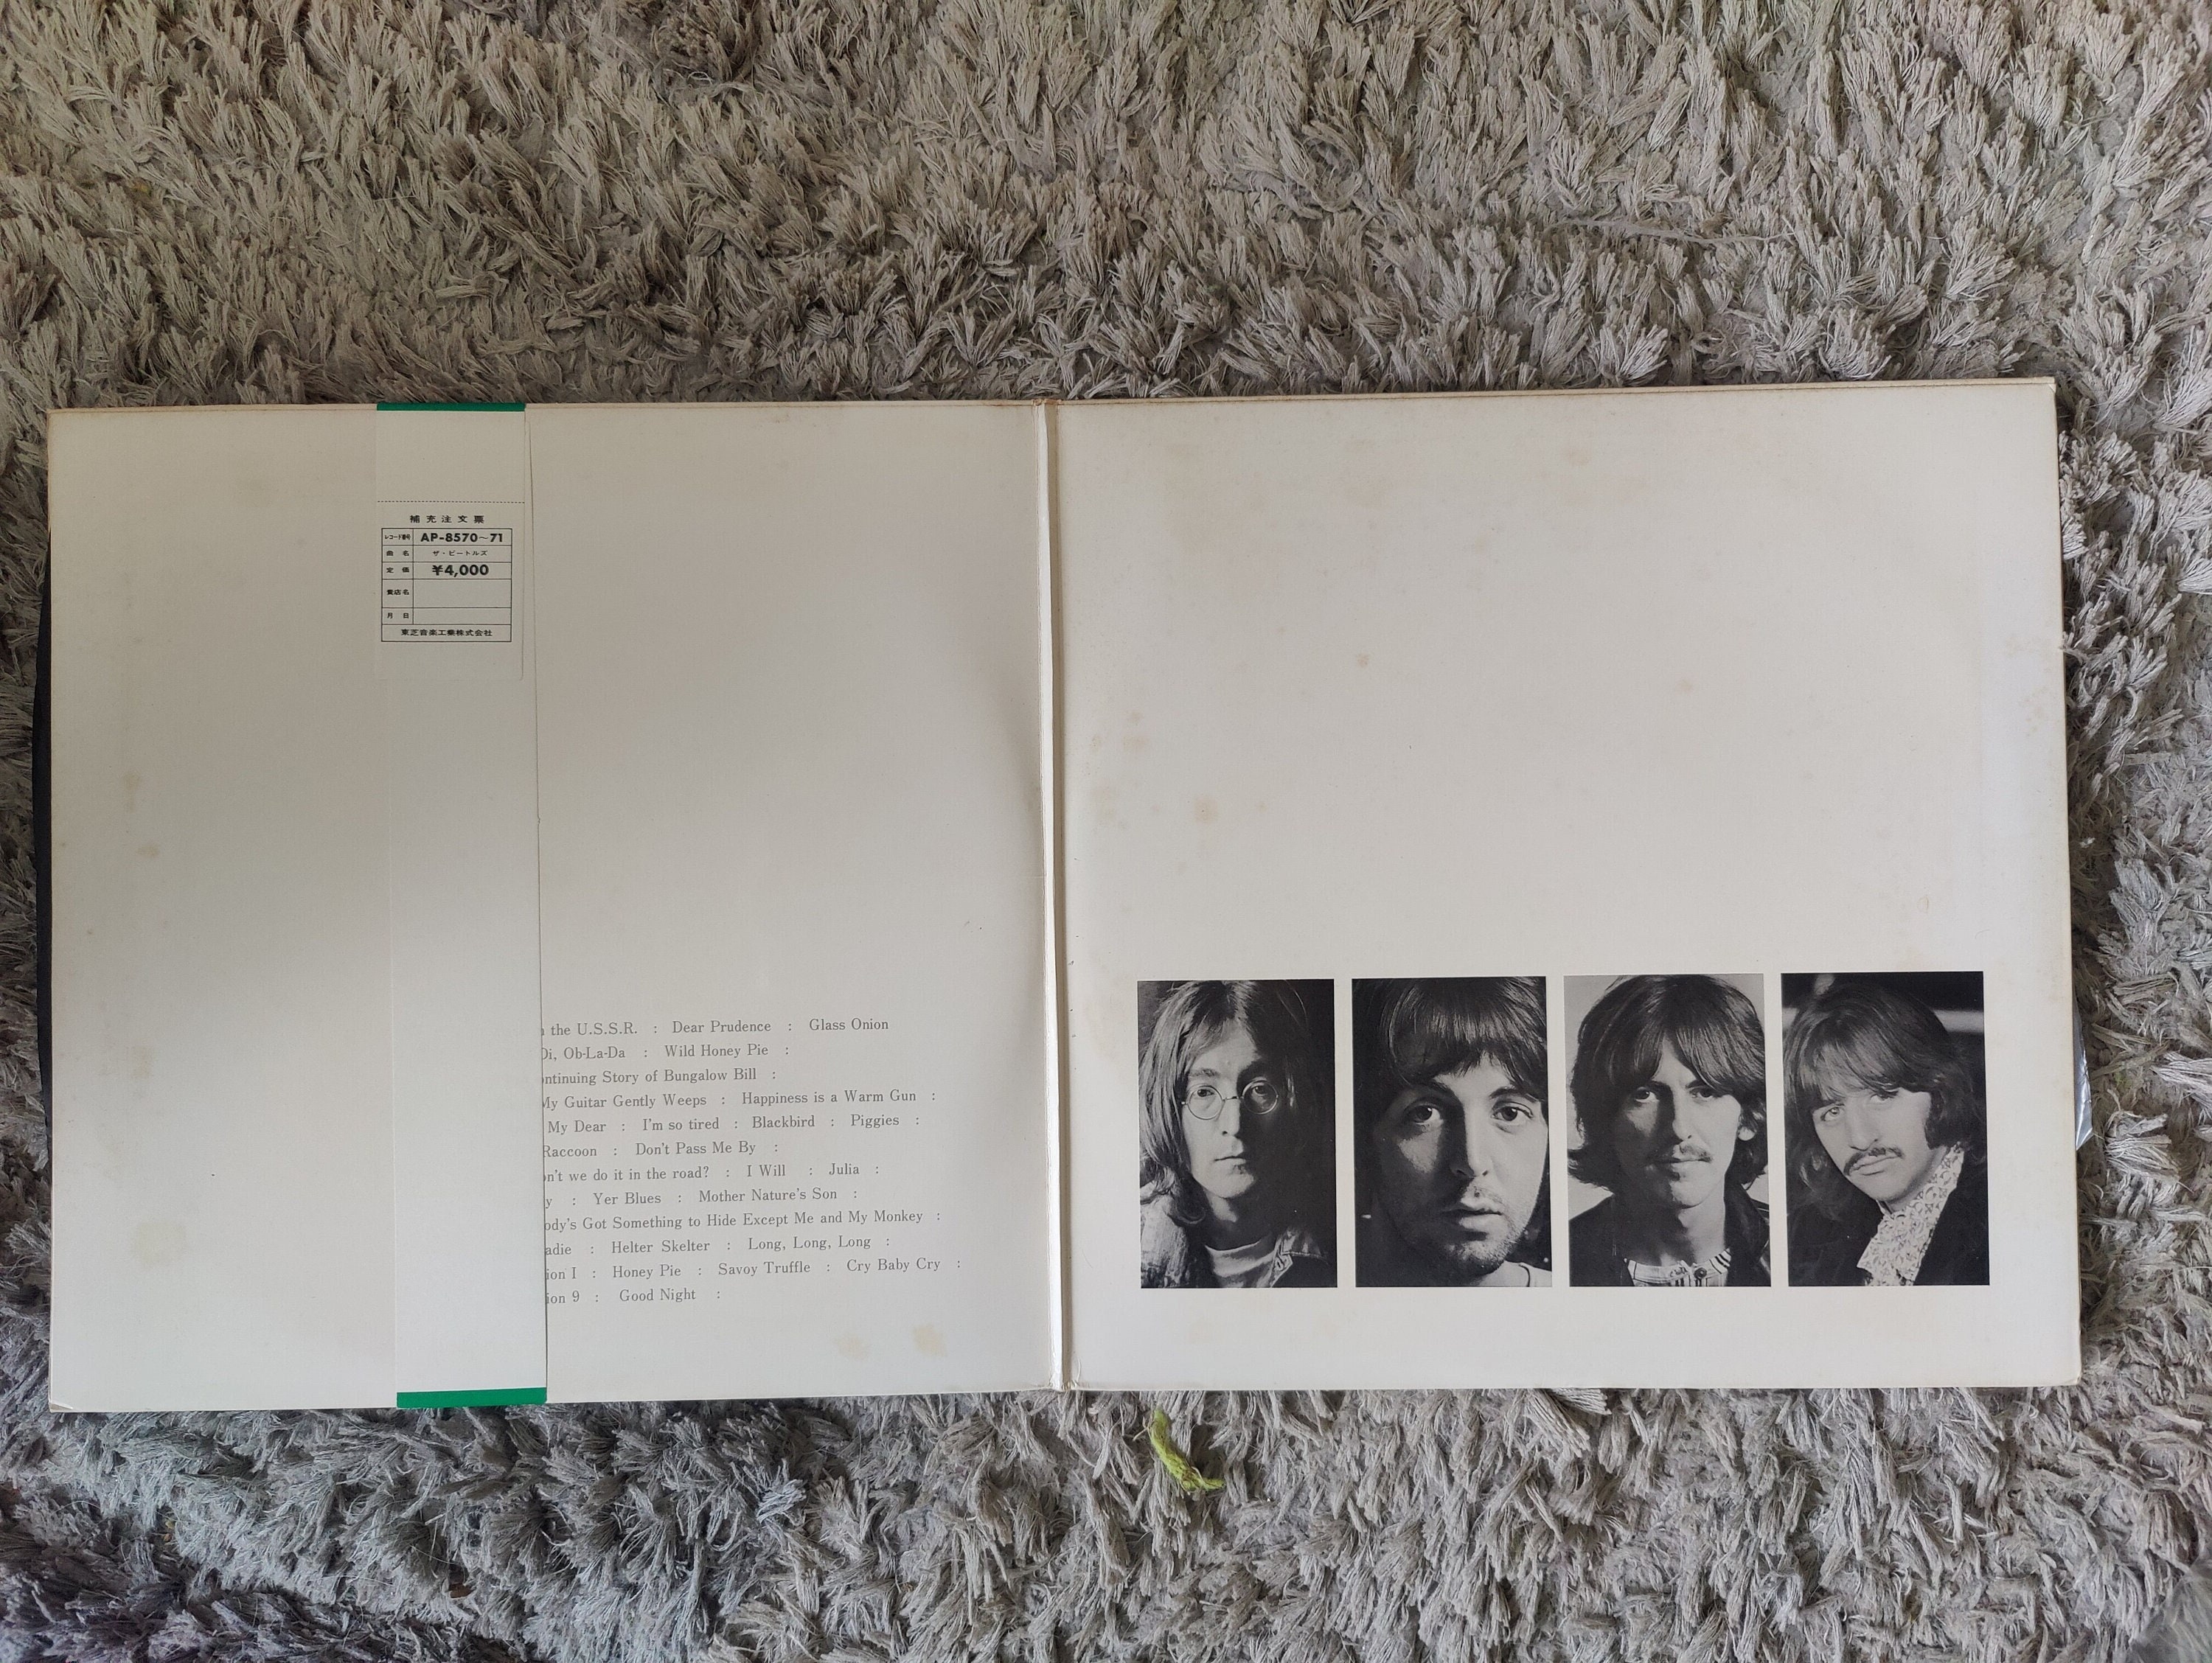 補充注文票
レコード番号 AP-8570〜71
曲名 ザ・ビートルズ
定価 ¥4,000
貴店名
月日
東芝音楽工業株式会社
the U.S.S.R. : Dear Prudence : Glass Onion
Di, Ob-La-Da : Wild Honey Pie :
ntinuing Story of Bungalow Bill :
My Guitar Gently Weeps : Happiness is a Warm Gun :
My Dear : I'm so tired : Blackbird : Piggies :
Raccoon : Don't Pass Me By :
n't we do it in the road? : I Will : Julia :
y : Yer Blues : Mother Nature's Son :
ody's Got Something to Hide Except Me and My Monkey :
adie : Helter Skelter : Long, Long, Long :
ion I : Honey Pie : Savoy Truffle : Cry Baby Cry :
ion 9 : Good Night :